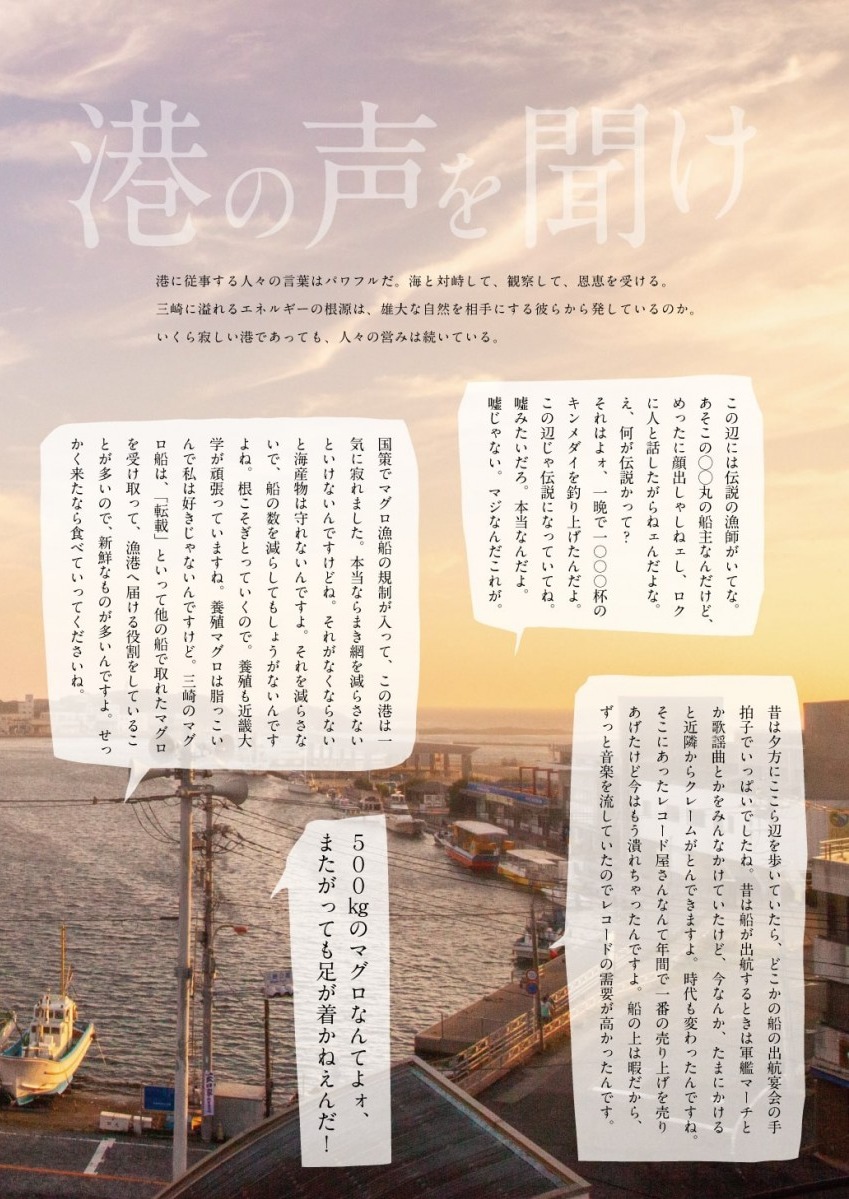 港の声を聞け
港に従事する人々の言葉はパワフルだ。海と対峙して、観察して、恩恵を受ける。
三崎に溢れるエネルギーの根源は、雄大な自然を相手にする彼らから発しているのか。
いくら寂しい港であっても、人々の営みは続いている。
この辺には伝説の漁師がいてな。
あそこの◯◯丸の船主なんだけど、
めったに顔出しゃしねェし、ロク
に人と話したがらねェんだよな。
え、何が伝説かって?
それはよォ、一晩で一〇〇〇杯の
キンメダイを釣り上げたんだよ。
この辺じゃ伝説になっていてね。
嘘みたいだろ。本当なんだよ。
嘘じゃない。マジなんだこれが。
国策でマグロ漁船の規制が入って、この港は一
気に寂れました。本当ならまき網を減らさない
といけないんですけどね。それがなくならない
と海産物は守れないんですよ。それを減らさな
いで、船の数を減らしてもしょうがないんです
よね。根こそぎとっていくので。養殖も近畿大
学が頑張っていますね。養殖マグロは脂っこい
んで私は好きじゃないんですけど。三崎のマグ
ロ船は、「転載」といって他の船で取れたマグロ
を受け取って、漁港へ届ける役割をしているこ
とが多いので、新鮮なものが多いんですよ。せっ
かく来たなら食べていってくださいね。
昔は夕方にここら辺を歩いていたら、どこかの船の出航宴会の手
拍子でいっぱいでしたね。昔は船が出航するときは軍艦マーチと
か歌謡曲とかをみんなかけていたけど、今なんか、たまにかける
と近隣からクレームがとんできますよ。時代も変わったんですね。
そこにあったレコード屋さんなんて年間で一番の売り上げを売り
あげたけど今はもう潰れちゃったんですよ。船の上は暇だから、
ずっと音楽を流していたのでレコードの需要が高かったんです。
500kgのマグロなんてよォ、
またがっても足が着かねえんだ!